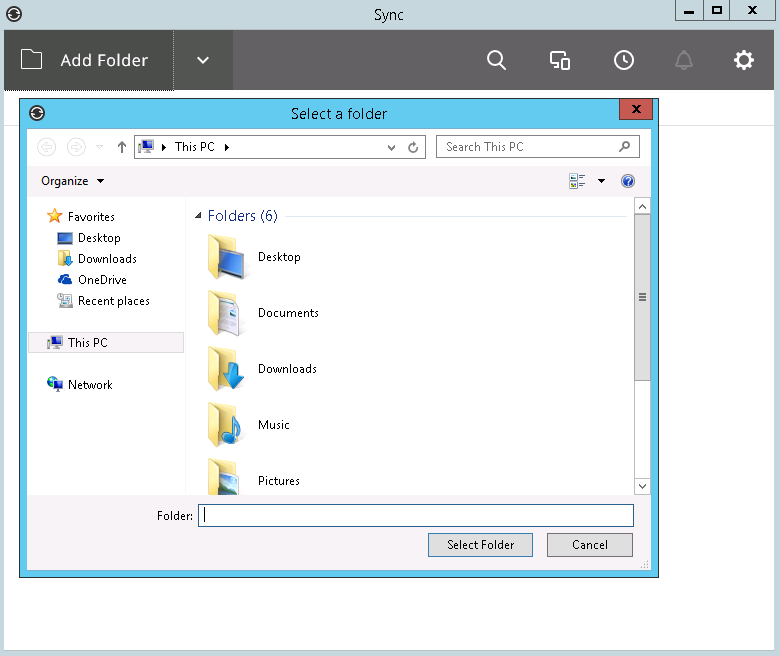 Sync
Add Folder
Select a folder
This PC
Search This PC
Organize
Favorites
Desktop
Downloads
OneDrive
Recent places
This PC
Network
Folders (6)
Desktop
Documents
Downloads
Music
Pictures
Folder:
Select Folder
Cancel